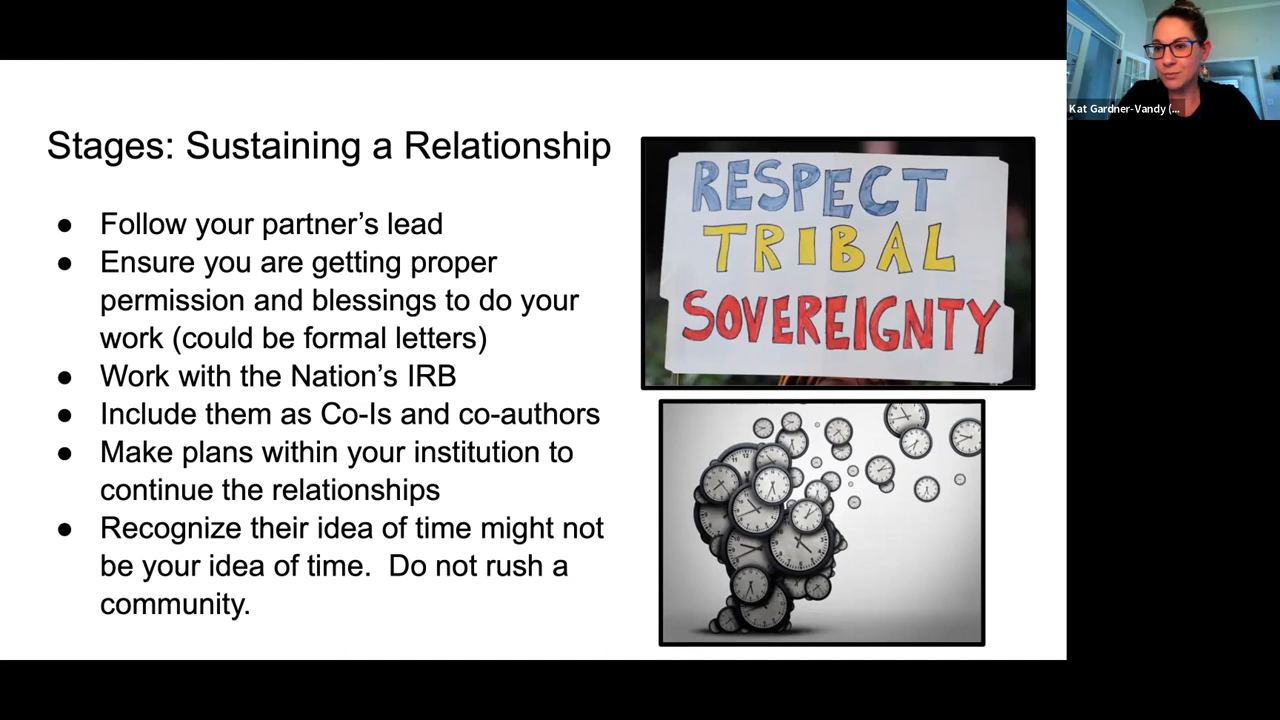 Stages: Sustaining a Relationship
● Follow your partner’s lead
● Ensure you are getting proper
permission and blessings to do your
work (could be formal letters)
● Work with the Nation’s IRB
● Include them as Co-Is and co-authors
● Make plans within your institution to
continue the relationships
● Recognize their idea of time might not
be your idea of time.  Do not rush a
community.
RESPECT
TRIBAL
SOVEREIGNTY
Kat Gardner-Vandy (...